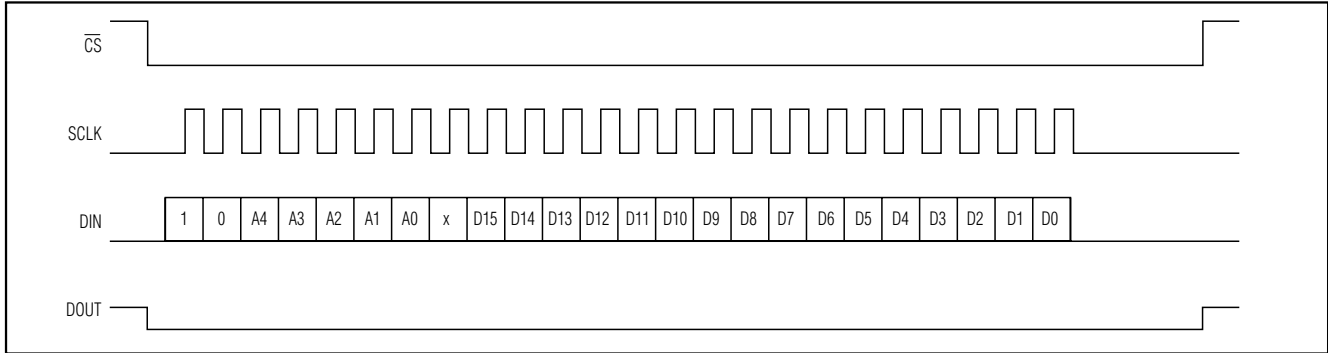 C̅S̅
SCLK
DIN 1 0 A4 A3 A2 A1 A0 x D15 D14 D13 D12 D11 D10 D9 D8 D7 D6 D5 D4 D3 D2 D1 D0
DOUT